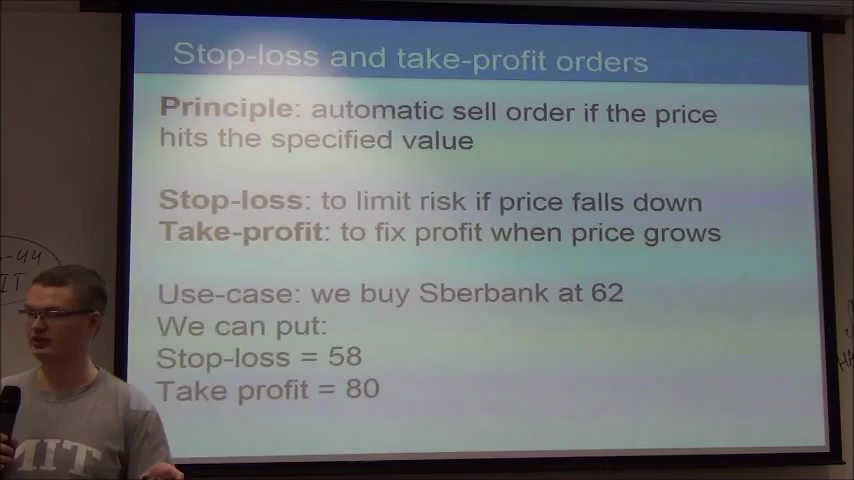 Stop-loss and take-profit orders
Principle: automatic sell order if the price
hits the specified value
Stop-loss: to limit risk if price falls down
Take-profit: to fix profit when price grows
Use-case: we buy Sberbank at 62
We can put:
Stop-loss = 58
Take profit = 80